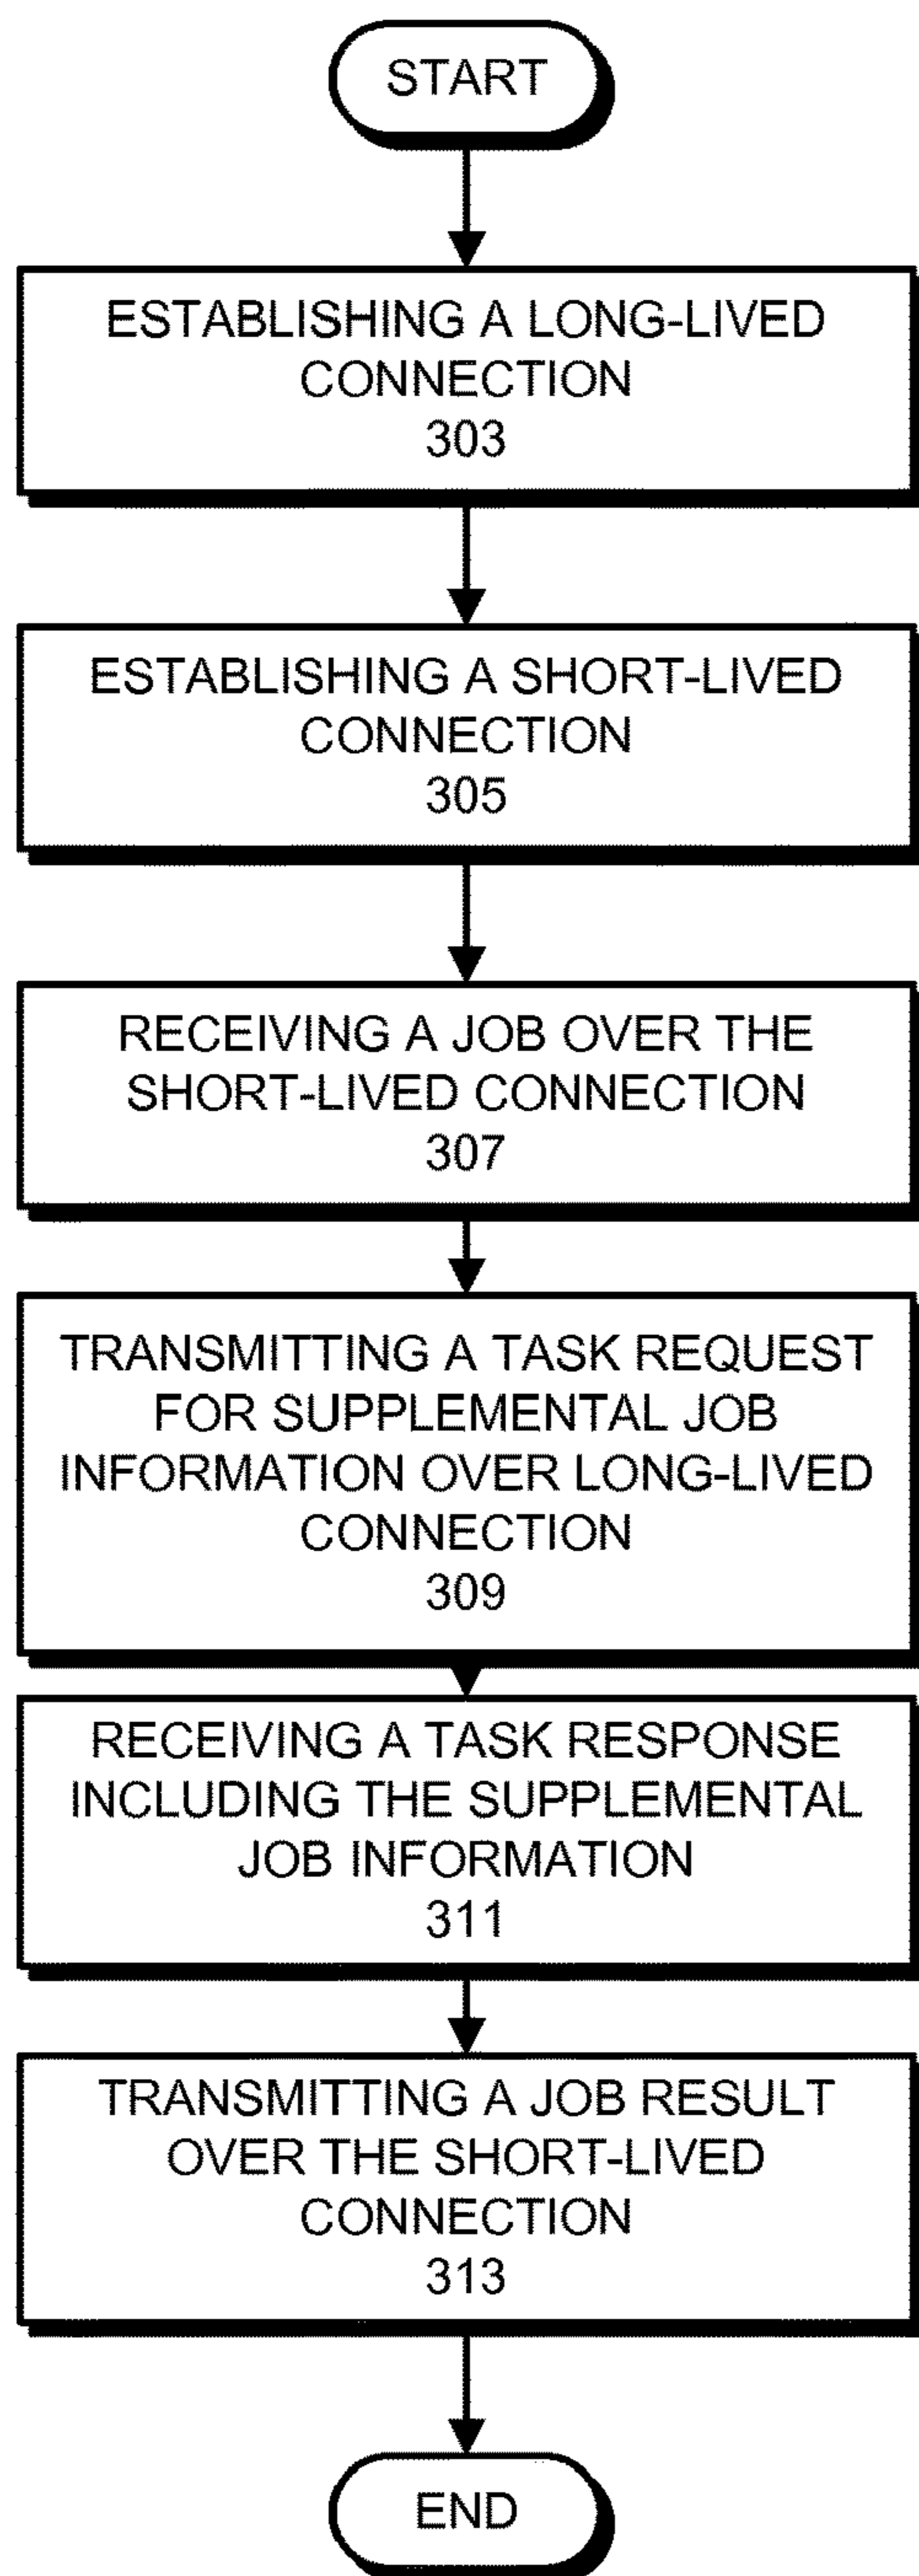 START
ESTABLISHING A LONG-LIVED
CONNECTION
303
ESTABLISHING A SHORT-LIVED
CONNECTION
305
RECEIVING A JOB OVER THE
SHORT-LIVED CONNECTION
307
TRANSMITTING A TASK REQUEST
FOR SUPPLEMENTAL JOB
INFORMATION OVER LONG-LIVED
CONNECTION
309
RECEIVING A TASK RESPONSE
INCLUDING THE SUPPLEMENTAL
JOB INFORMATION
311
TRANSMITTING A JOB RESULT
OVER THE SHORT-LIVED
CONNECTION
313
END